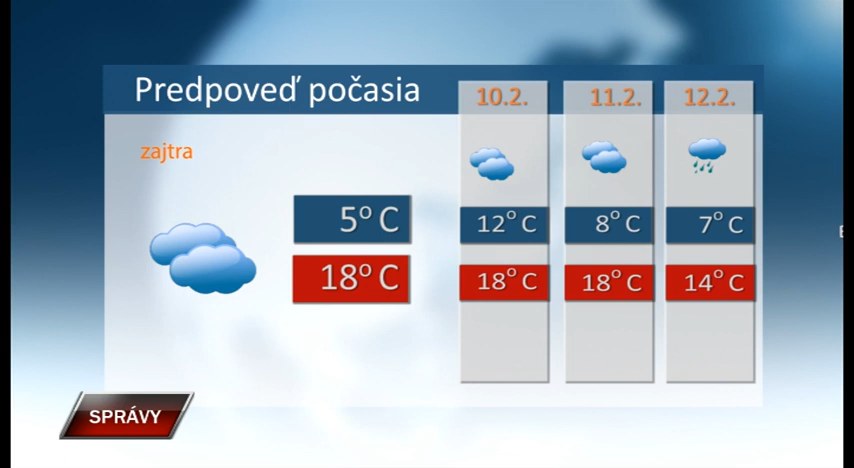 Predpoveď počasia
zajtra
5° C
18° C
10.2.
11.2.
12.2.
12° C
8° C
7° C
18° C
18° C
14° C
SPRÁVY